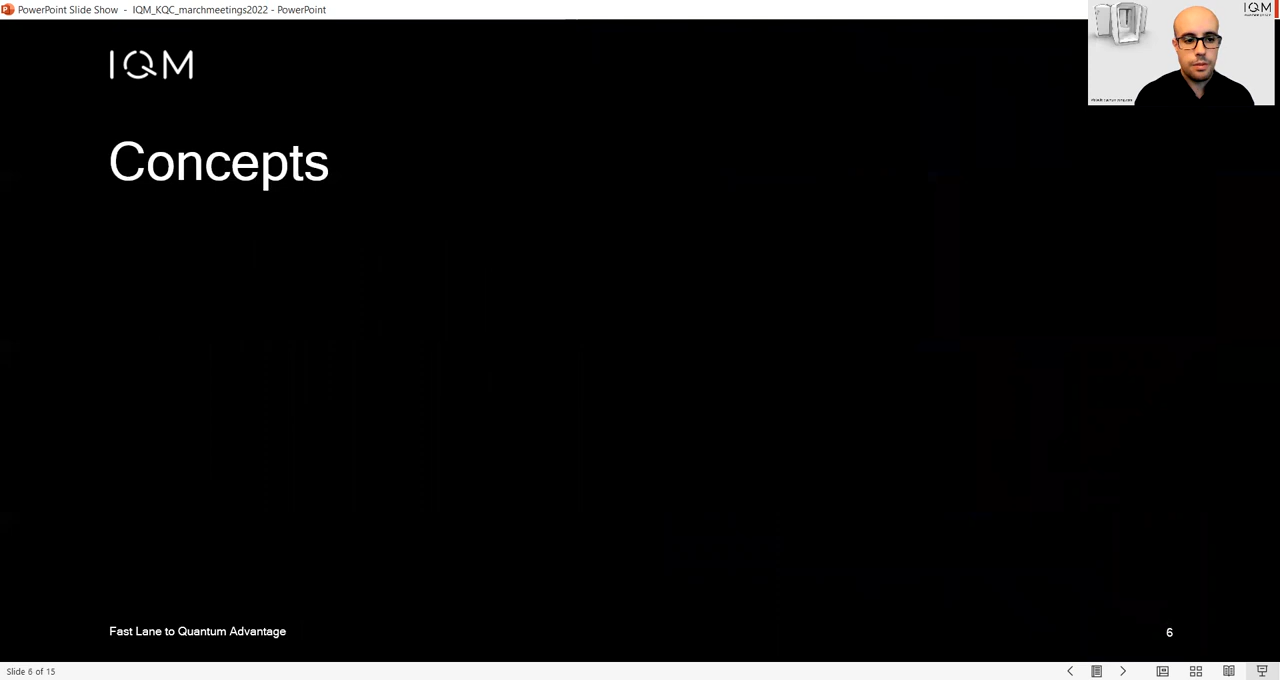 PowerPoint Slide Show - IQM_KQC_marchmeetings2022 - PowerPoint
IQM
IQM
Concepts
Fast Lane to Quantum Advantage
6
Slide 6 of 15